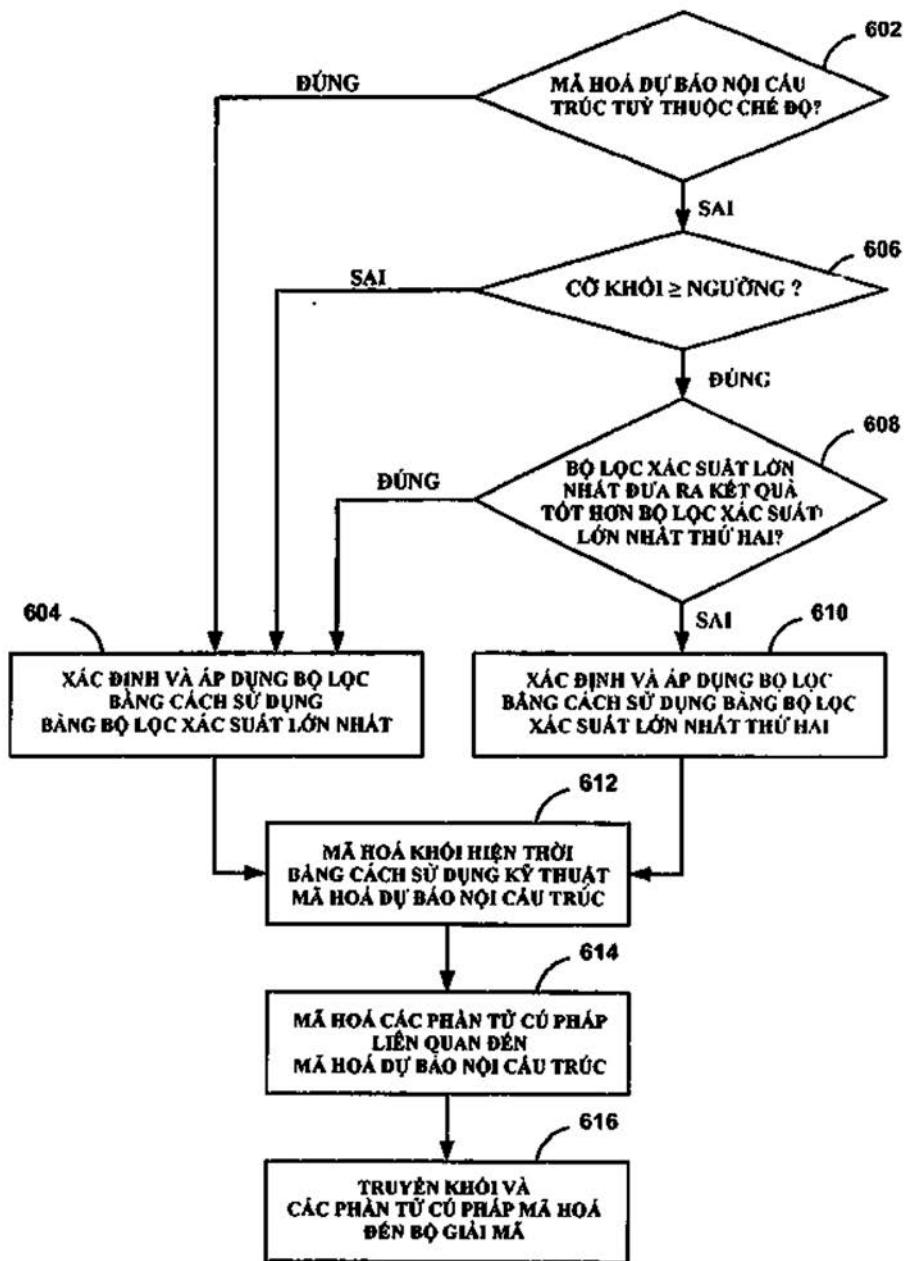 602
MÃ HOÁ DỰ BÁO NỘI CẤU
TRÚC TUỲ THUỘC CHẾ ĐỘ?
ĐÚNG
SAI
606
CỠ KHỐI ≥ NGƯỠNG ?
SAI
ĐÚNG
608
BỘ LỌC XÁC SUẤT LỚN
NHẤT ĐƯA RA KẾT QUẢ
TỐT HƠN BỘ LỌC XÁC SUẤT
LỚN NHẤT THỨ HAI?
ĐÚNG
SAI
604
XÁC ĐỊNH VÀ ÁP DỤNG BỘ LỌC
BẰNG CÁCH SỬ DỤNG
BẢNG BỘ LỌC XÁC SUẤT LỚN NHẤT
610
XÁC ĐỊNH VÀ ÁP DỤNG BỘ LỌC
BẰNG CÁCH SỬ DỤNG BẢNG BỘ LỌC
XÁC SUẤT LỚN NHẤT THỨ HAI
612
MÃ HOÁ KHỐI HIỆN THỜI
BẰNG CÁCH SỬ DỤNG KỸ THUẬT
MÃ HOÁ DỰ BÁO NỘI CẤU TRÚC
614
MÃ HOÁ CÁC PHẦN TỬ CÚ PHÁP
LIÊN QUAN ĐẾN
MÃ HOÁ DỰ BÁO NỘI CẤU TRÚC
616
TRUYỀN KHỐI VÀ
CÁC PHẦN TỬ CÚ PHÁP MÃ HOÁ
ĐẾN BỘ GIẢI MÃ